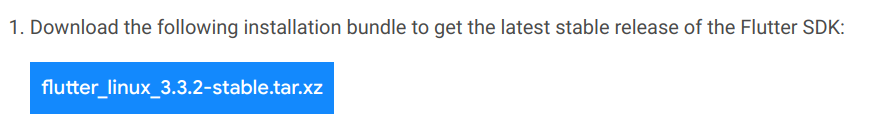 1. Download the following installation bundle to get the latest stable release of the Flutter SDK:
flutter_linux_3.3.2-stable.tar.xz